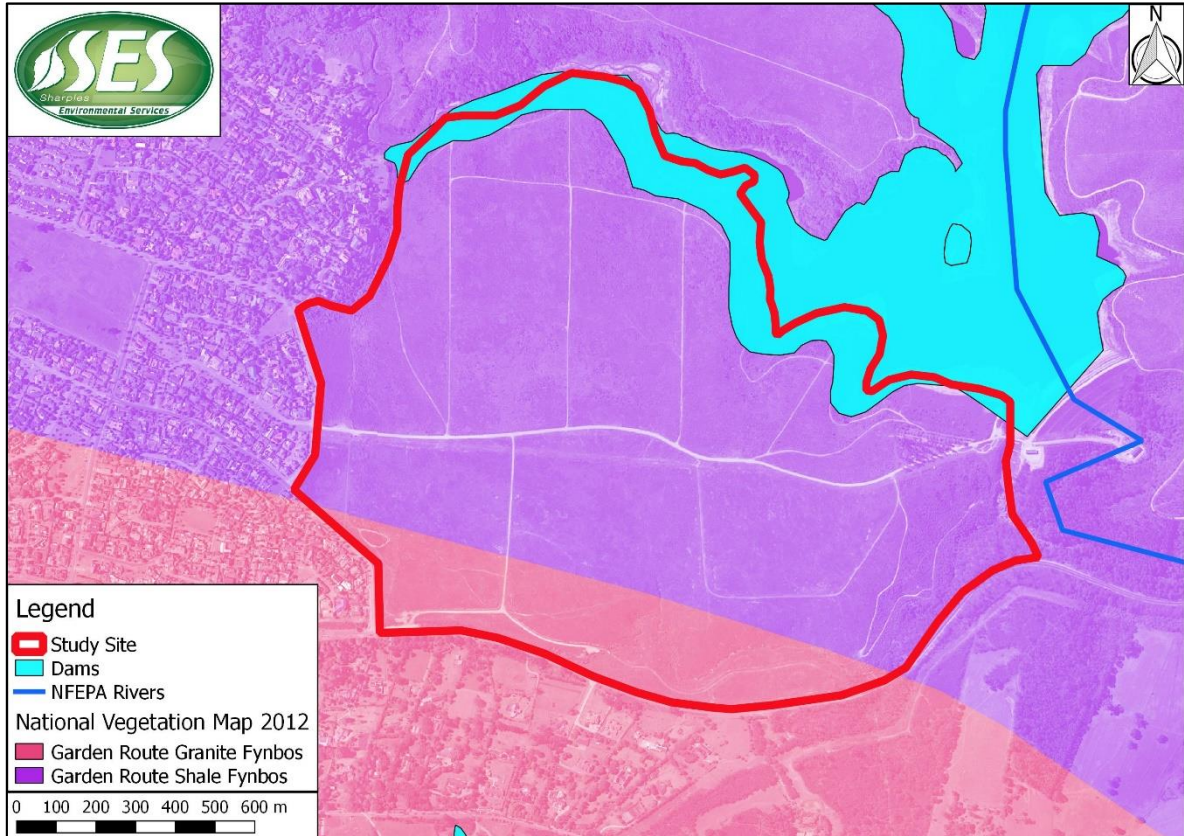 SES
Sharples
Environmental Services
N
Legend
Study Site
Dams
NFEPA Rivers
National Vegetation Map 2012
Garden Route Granite Fynbos
Garden Route Shale Fynbos
0 100 200 300 400 500 600 m